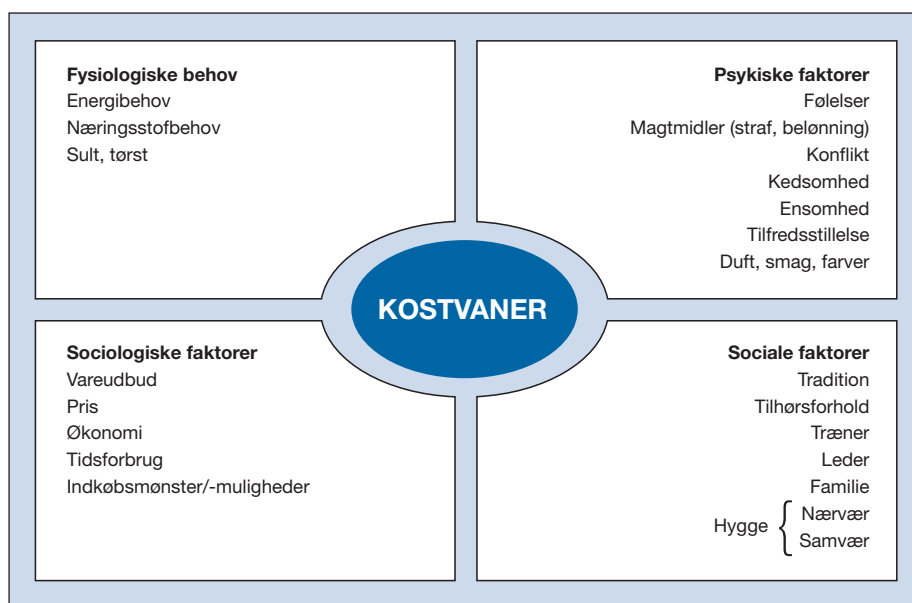 Fysiologiske behov
Energibehov
Næringsstofbehov
Sult, tørst
Psykiske faktorer
Følelser
Magtmidler (straf, belønning)
Konflikt
Kedsomhed
Ensomhed
Tilfredsstillelse
Duft, smag, farver
KOSTVANER
Sociologiske faktorer
Vareudbud
Pris
Økonomi
Tidsforbrug
Indkøbsmønster/-muligheder
Sociale faktorer
Tradition
Tilhørsforhold
Træner
Leder
Familie
Hygge { Nærvær
Samvær